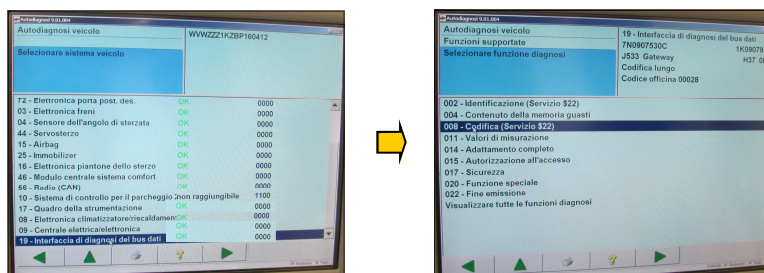 Autodiagnosi 9.01.004
Autodiagnosi veicolo
WVWZZZ1KZBP160412
Selezionare sistema veicolo
72 - Elettronica porta post. des. OK 0000
03 - Elettronica freni OK 0000
04 - Sensore dell'angolo di sterzata OK 0000
44 - Servosterzo OK 0000
15 - Airbag OK 0000
25 - Immobilizer OK 0000
16 - Elettronica piantone dello sterzo OK 0000
46 - Modulo centrale sistema comfort OK 0000
56 - Radio (CAN) OK 0000
10 - Sistema di controllo per il parcheggio non raggiungibile 1100
17 - Quadro della strumentazione OK 0000
08 - Elettronica climatizzatore/riscaldamen OK 0000
09 - Centrale elettrica/elettronica OK 0000
19 - Interfaccia di diagnosi del bus dati OK 0000
Autodiagnosi 9.01.004
Autodiagnosi veicolo
Funzioni supportate
Selezionare funzione diagnosi
19 - Interfaccia di diagnosi del bus dati
7N0907530C 1K09079
J533 Gateway H37 0
Codifica lungo
Codice officina 00028
002 - Identificazione (Servizio $22)
004 - Contenuto della memoria guasti
008 - Codifica (Servizio $22)
011 - Valori di misurazione
014 - Adattamento completo
015 - Autorizzazione all'accesso
017 - Sicurezza
020 - Funzione speciale
022 - Fine emissione
Visualizzare tutte le funzioni diagnosi